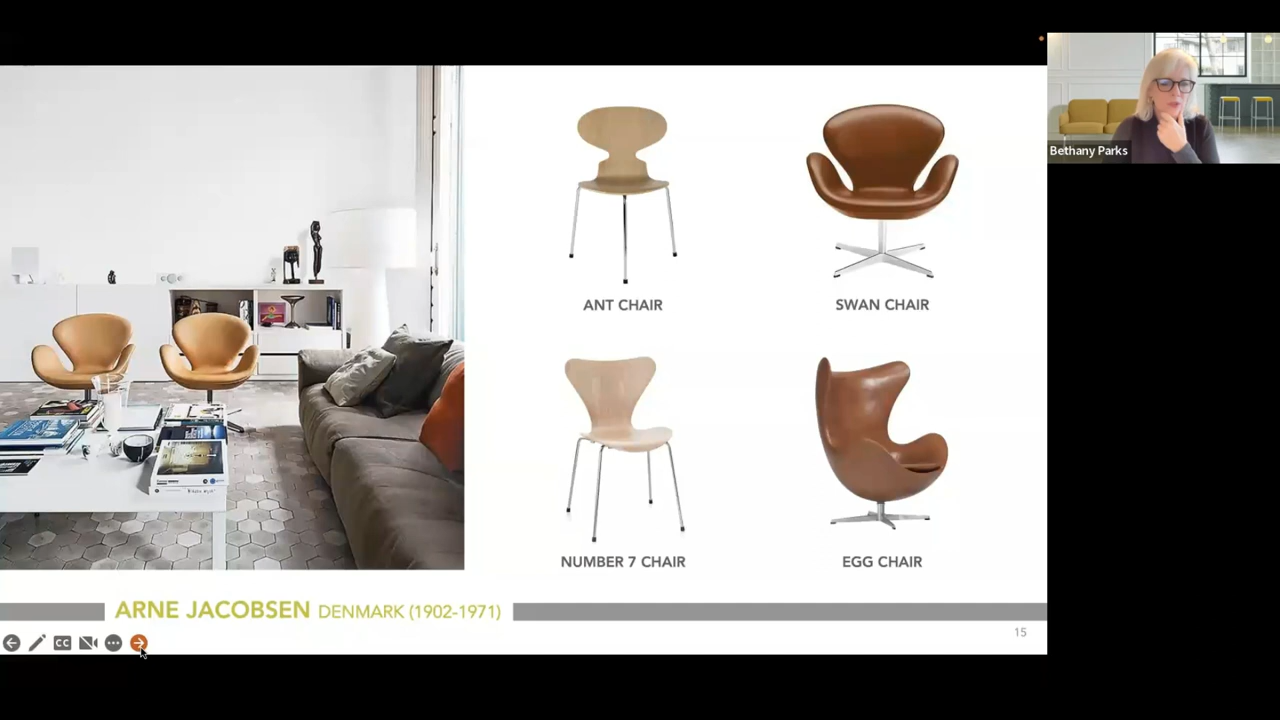 Bethany Parks
ANT CHAIR
SWAN CHAIR
NUMBER 7 CHAIR
EGG CHAIR
ARNE JACOBSEN DENMARK (1902-1971)
15
CC